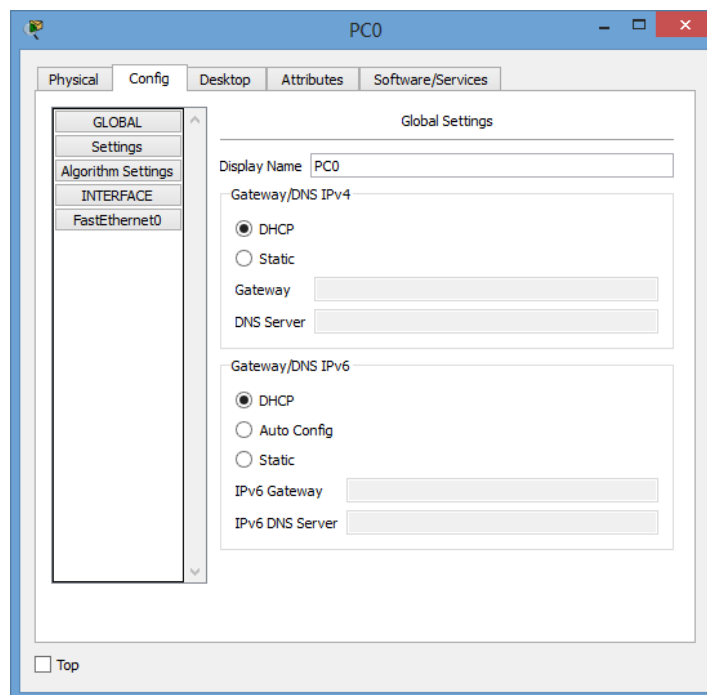 PC0
Physical Config Desktop Attributes Software/Services
GLOBAL
Settings
Algorithm Settings
INTERFACE
FastEthernet0
Global Settings
Display Name PC0
Gateway/DNS IPv4
DHCP
Static
Gateway
DNS Server
Gateway/DNS IPv6
DHCP
Auto Config
Static
IPv6 Gateway
IPv6 DNS Server
Top